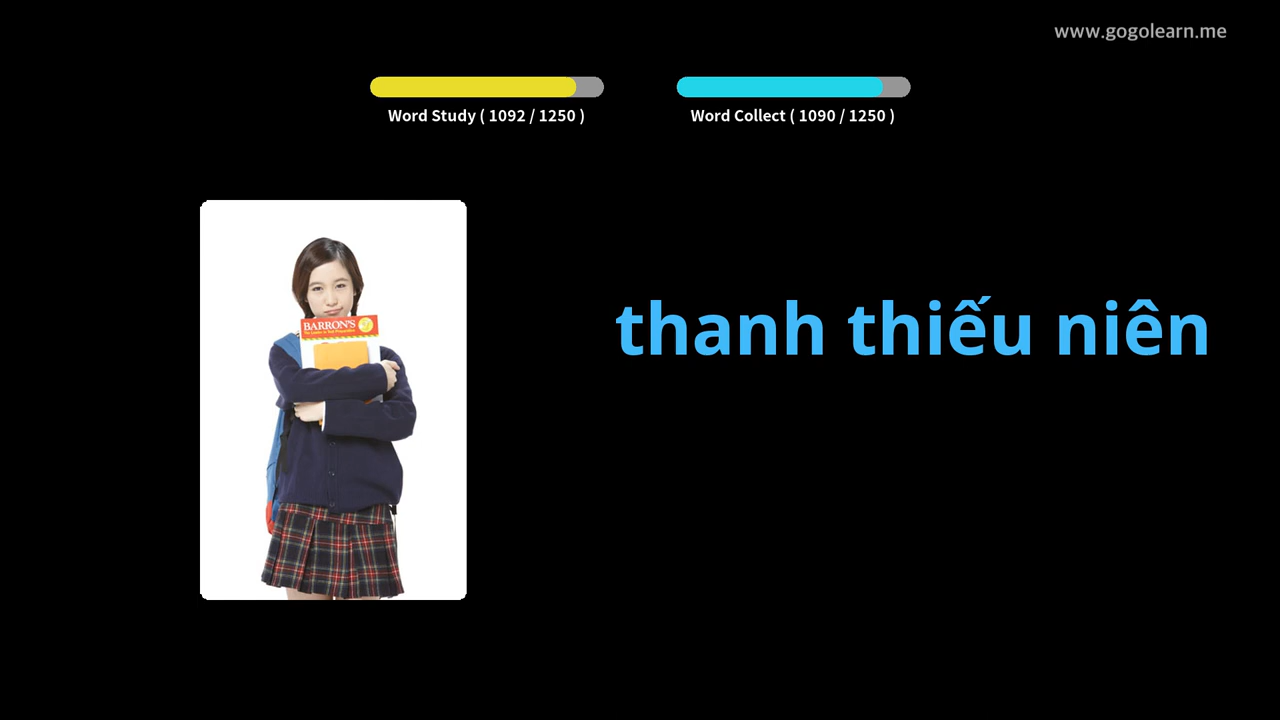 www.gogolearn.me
Word Study ( 1092 / 1250 )
Word Collect ( 1090 / 1250 )
BARRON'S
thanh thiếu niên